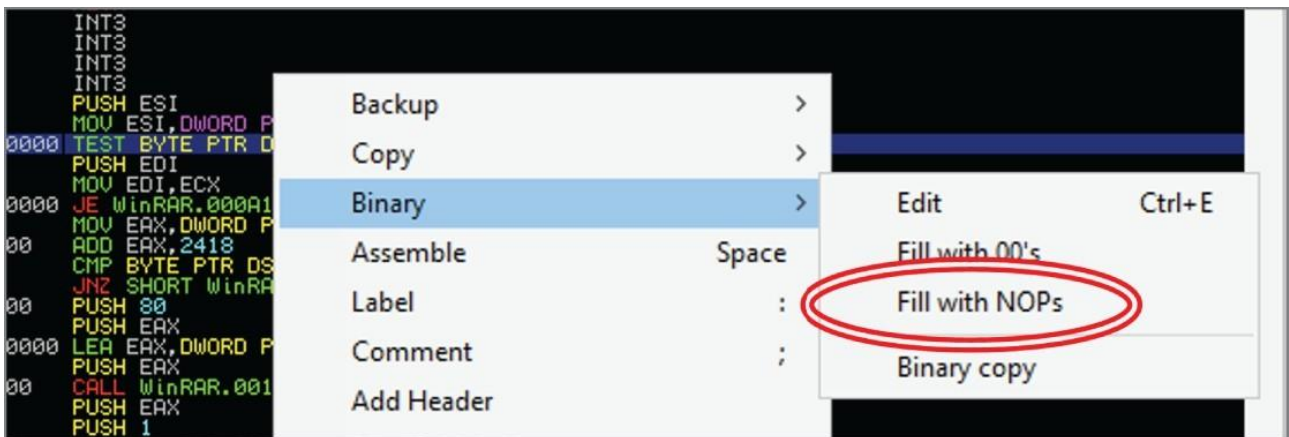 INT3
INT3
INT3
INT3
PUSH ESI
MOV ESI,DWORD P
0000 TEST BYTE PTR D
PUSH EDI
MOV EDI,ECX
0000 JE WinRAR.000A1
MOV EAX,DWORD P
00 ADD EAX,2418
CMP BYTE PTR DS
JNZ SHORT WinRA
00 PUSH 80
PUSH EAX
0000 LEA EAX,DWORD P
PUSH EAX
00 CALL WinRAR.001
PUSH EAX
PUSH 1
Backup >
Copy >
Binary >
Assemble Space
Label :
Comment ;
Add Header
Edit Ctrl+E
Fill with 00's
Fill with NOPs
Binary copy